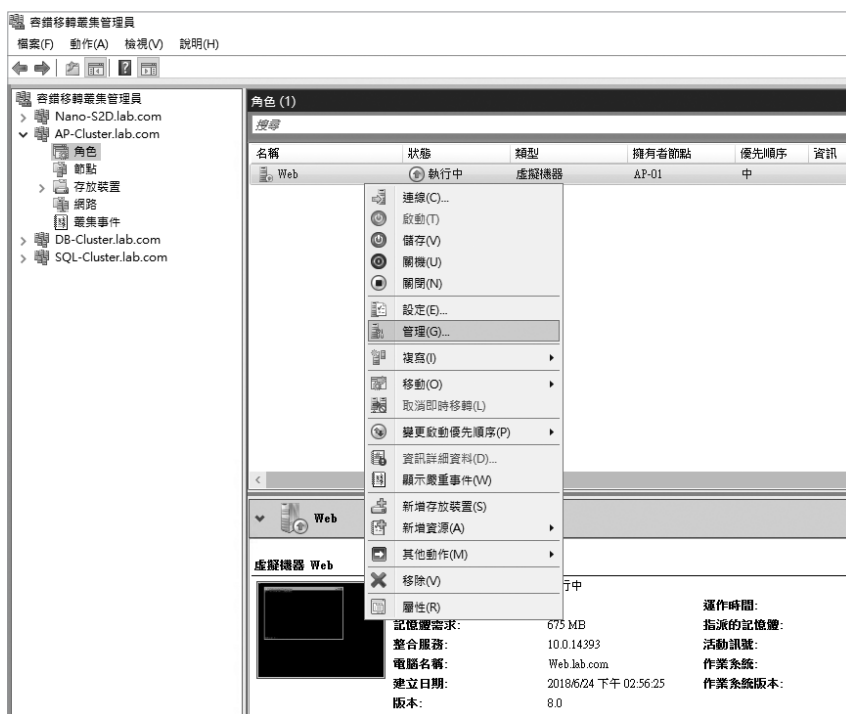 容錯移轉叢集管理員
檔案(F) 動作(A) 檢視(V) 說明(H)
容錯移轉叢集管理員
Nano-S2D.lab.com
AP-Cluster.lab.com
角色
節點
存放裝置
網路
叢集事件
DB-Cluster.lab.com
SQL-Cluster.lab.com
角色 (1)
搜尋
名稱 狀態 類型 擁有者節點 優先順序 資訊
Web 執行中 虛擬機器 AP-01 中
連線(C)...
啟動(T)
儲存(V)
關機(U)
關閉(N)
設定(E)...
管理(G)...
複寫(I)
移動(O)
取消即時移轉(L)
變更啟動優先順序(P)
資訊詳細資料(D)...
顯示嚴重事件(W)
新增存放裝置(S)
新增資源(A)
其他動作(M)
移除(V)
屬性(R)
Web
虛擬機器 Web
行中
運作時間:
記憶體需求: 675 MB 指派的記憶體:
整合服務: 10.0.14393 活動訊號:
電腦名稱: Web.lab.com 作業系統:
建立日期: 2018/6/24 下午 02:56:25 作業系統版本:
版本: 8.0